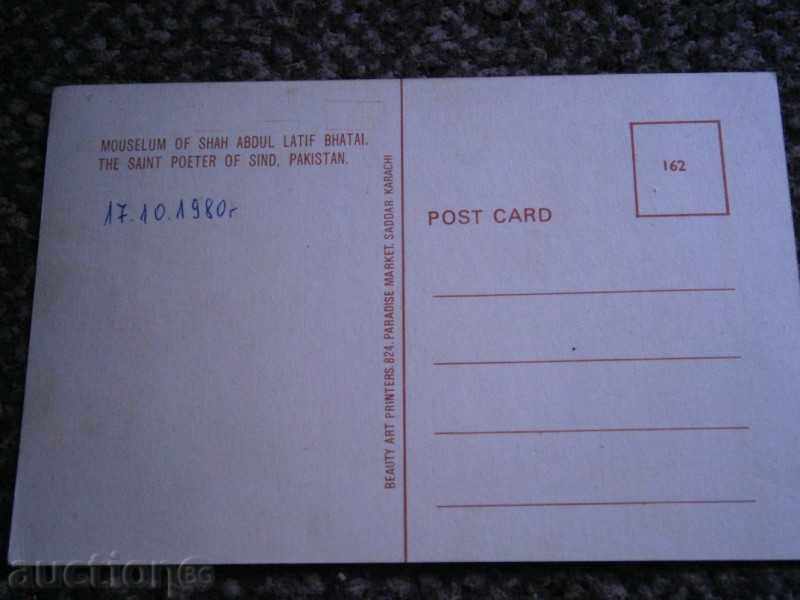 MOUSELUM OF SHAH ABDUL LATIF BHATAI.
THE SAINT POETER OF SIND, PAKISTAN.
17.10.1980г
BEAUTY ART PRINTERS. 824, PARADISE MARKET, SADDAR. KARACHI
162
POST CARD
auction BG